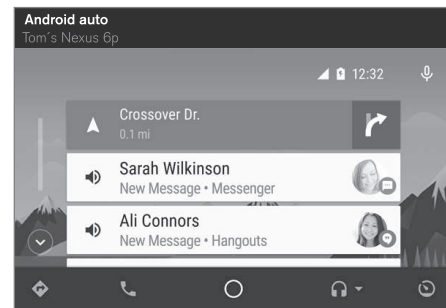 Android auto
Tom´s Nexus 6p
12:32
Crossover Dr.
0.1 mi
Sarah Wilkinson
New Message • Messenger
Ali Connors
New Message • Hangouts